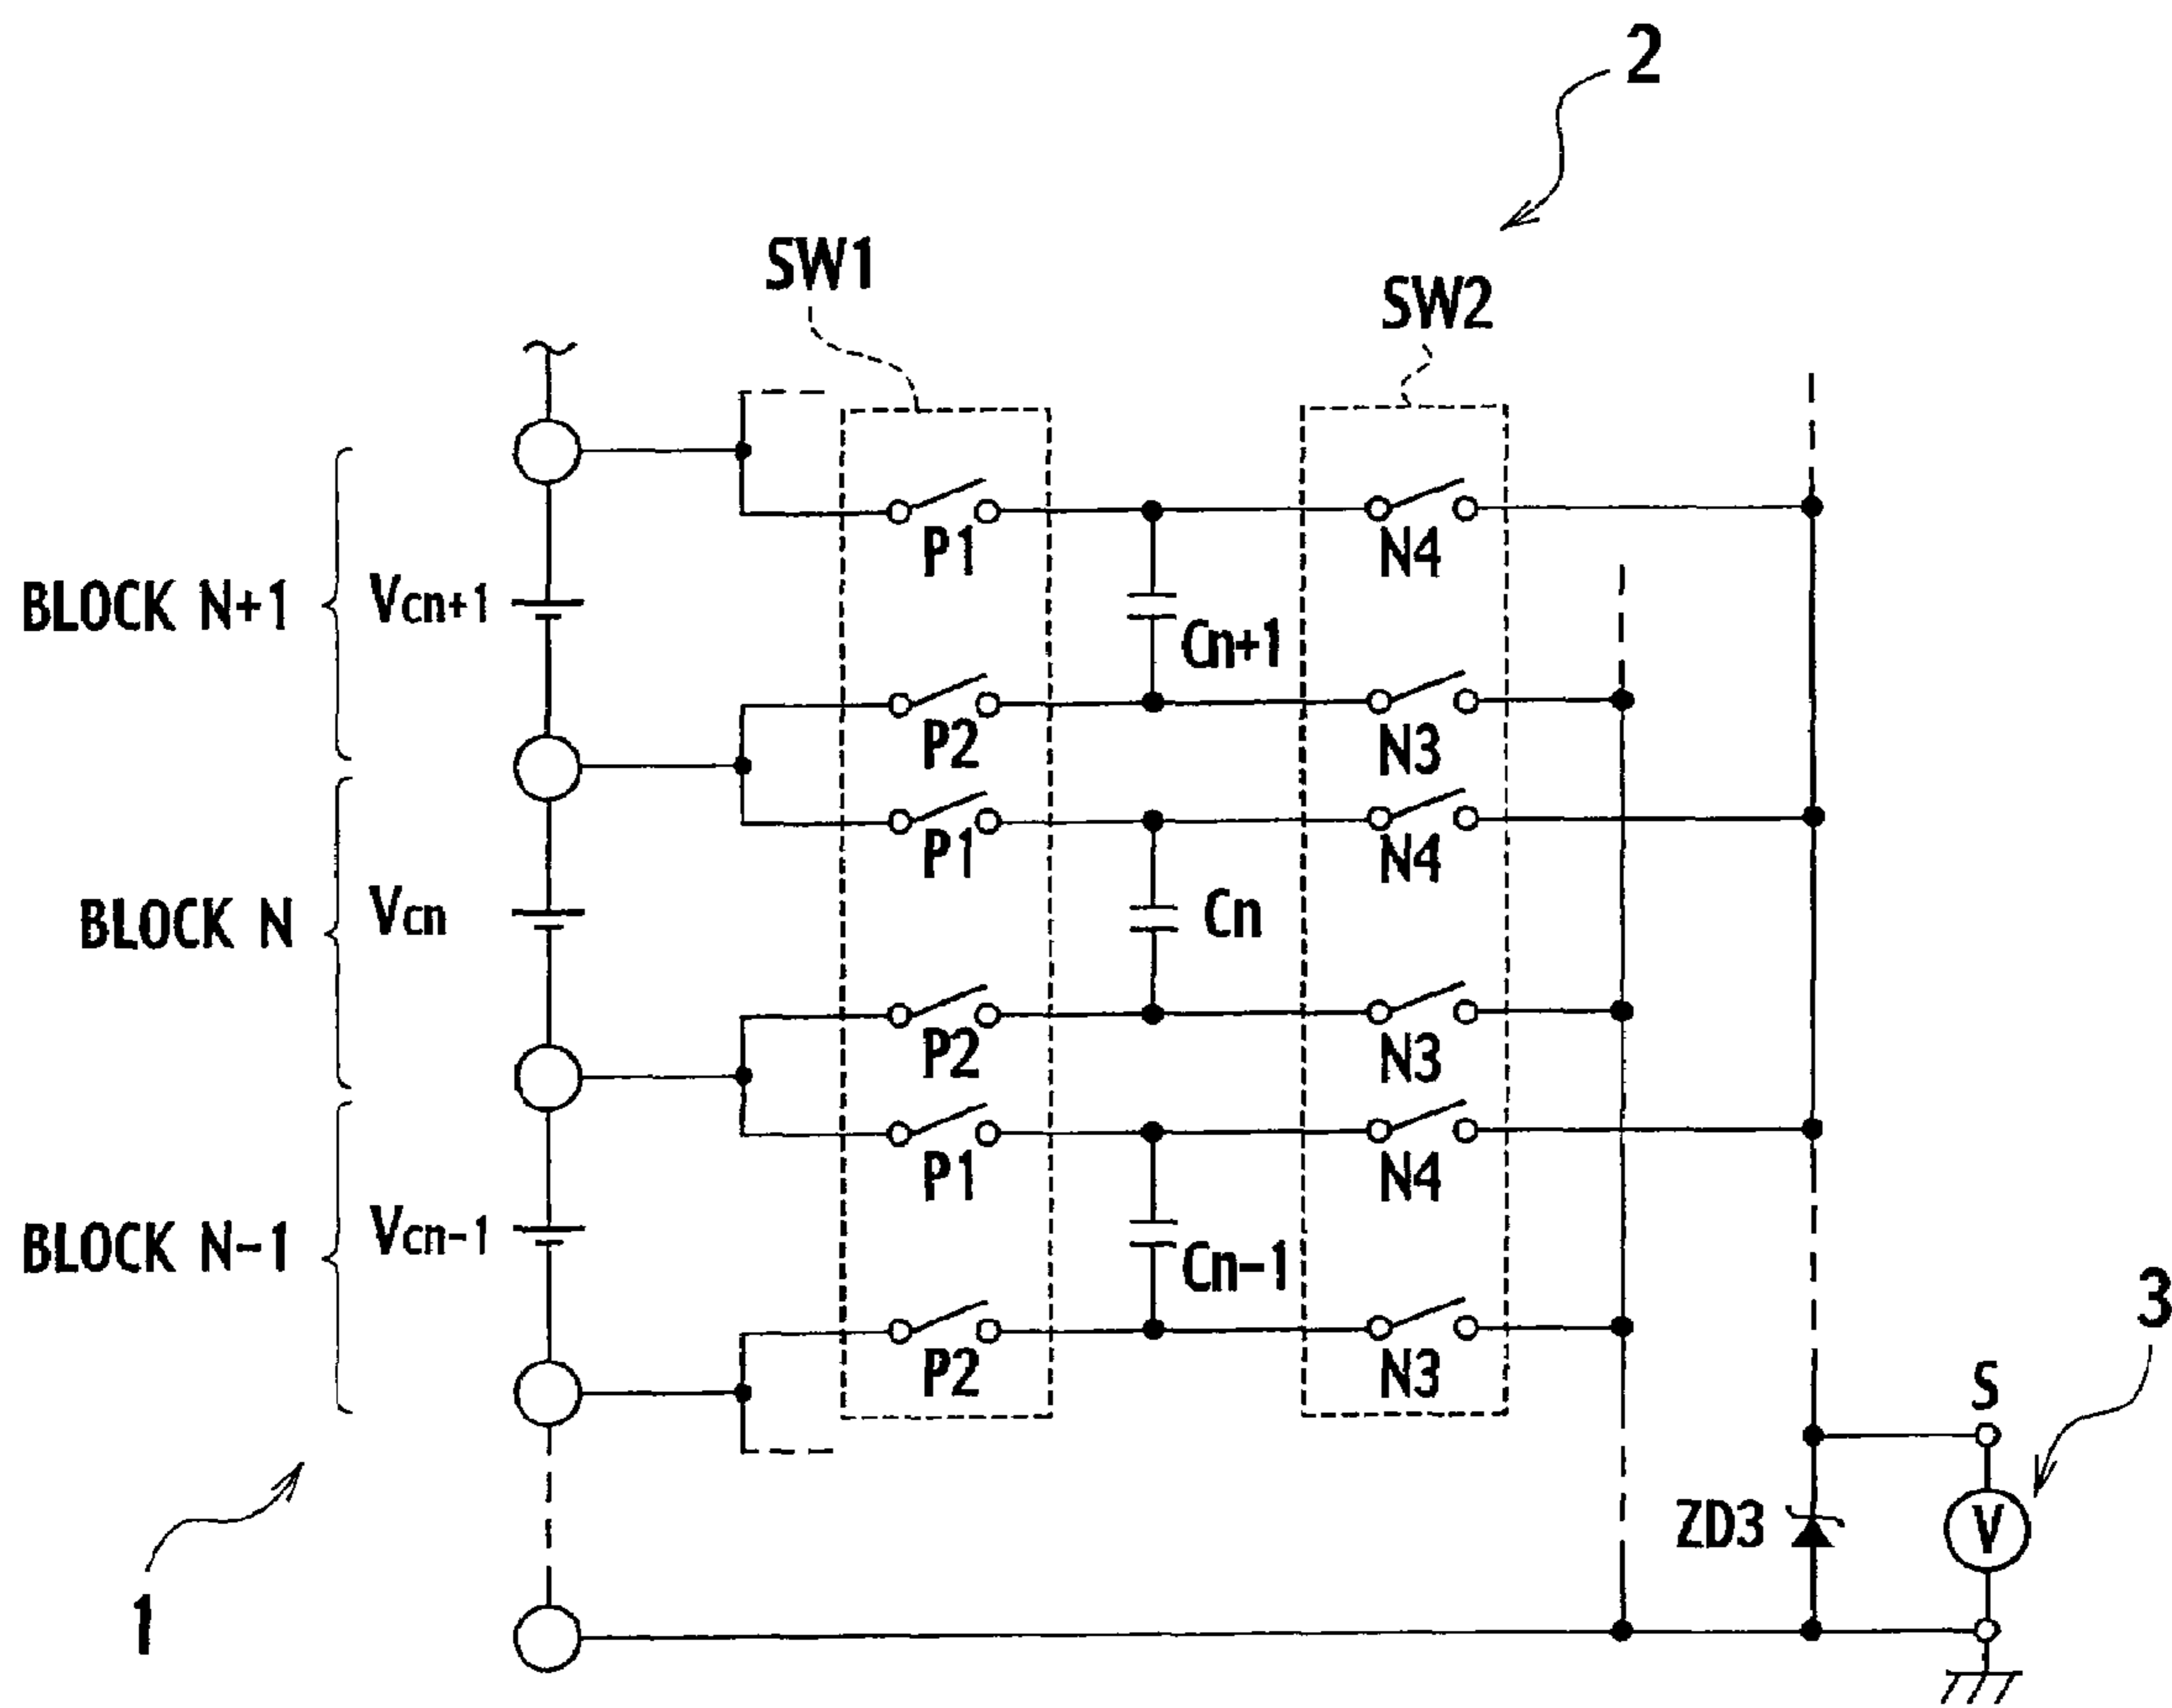 2
SW1
SW2
P1
N4
BLOCK N+1
Vcn+1
Cn+1
P2
N3
P1
N4
BLOCK N
Vcn
Cn
P2
N3
P1
N4
BLOCK N-1
Vcn-1
Cn-1
3
P2
N3
S
ZD3
V
1